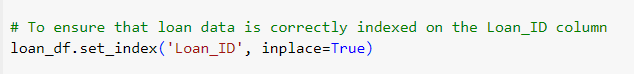 # To ensure that loan data is correctly indexed on the Loan_ID column
loan_df.set_index('Loan_ID', inplace=True)